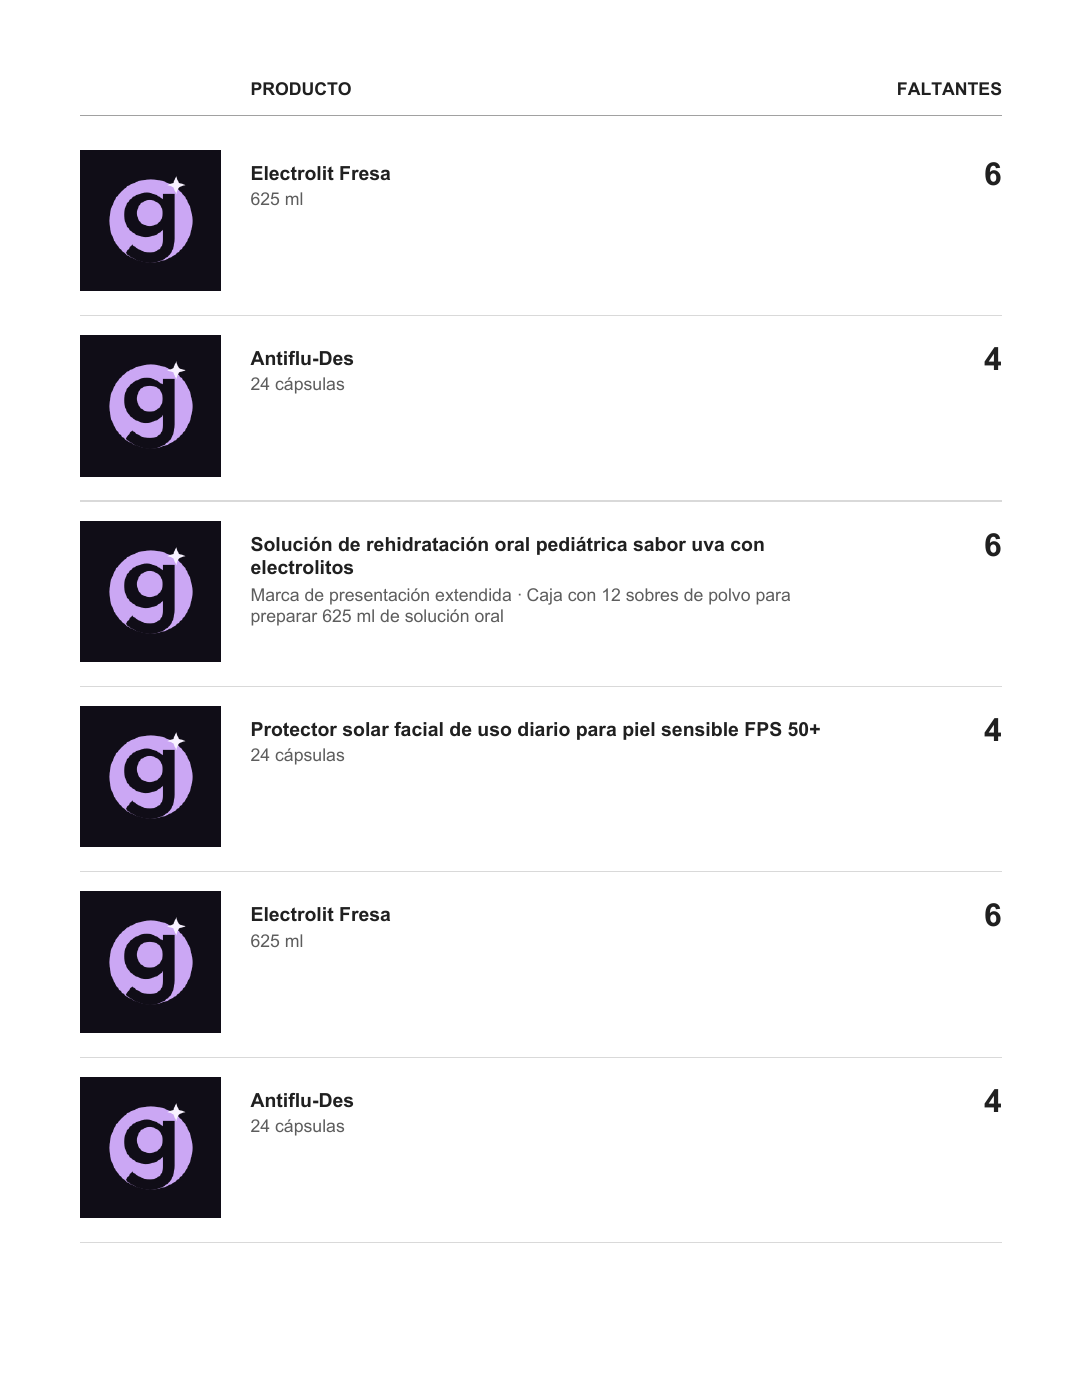 PRODUCTO FALTANTES
g
Electrolit Fresa 6
625 ml
g
Antiflu-Des 4
24 cápsulas
g
Solución de rehidratación oral pediátrica sabor uva con 6
electrolitos
Marca de presentación extendida · Caja con 12 sobres de polvo para
preparar 625 ml de solución oral
g
Protector solar facial de uso diario para piel sensible FPS 50+ 4
24 cápsulas
g
Electrolit Fresa 6
625 ml
g
Antiflu-Des 4
24 cápsulas